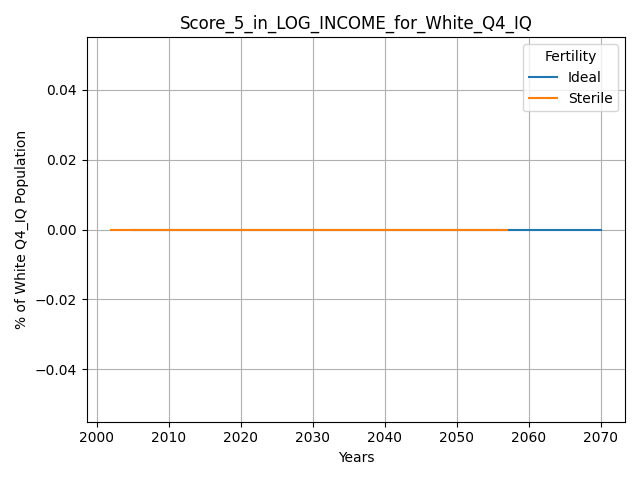 Score_5_in_LOG_INCOME_for_White_Q4_IQ
Fertility
Ideal
Sterile
% of White Q4_IQ Population
0.04
0.02
0.00
−0.02
−0.04
2000 2010 2020 2030 2040 2050 2060 2070
Years